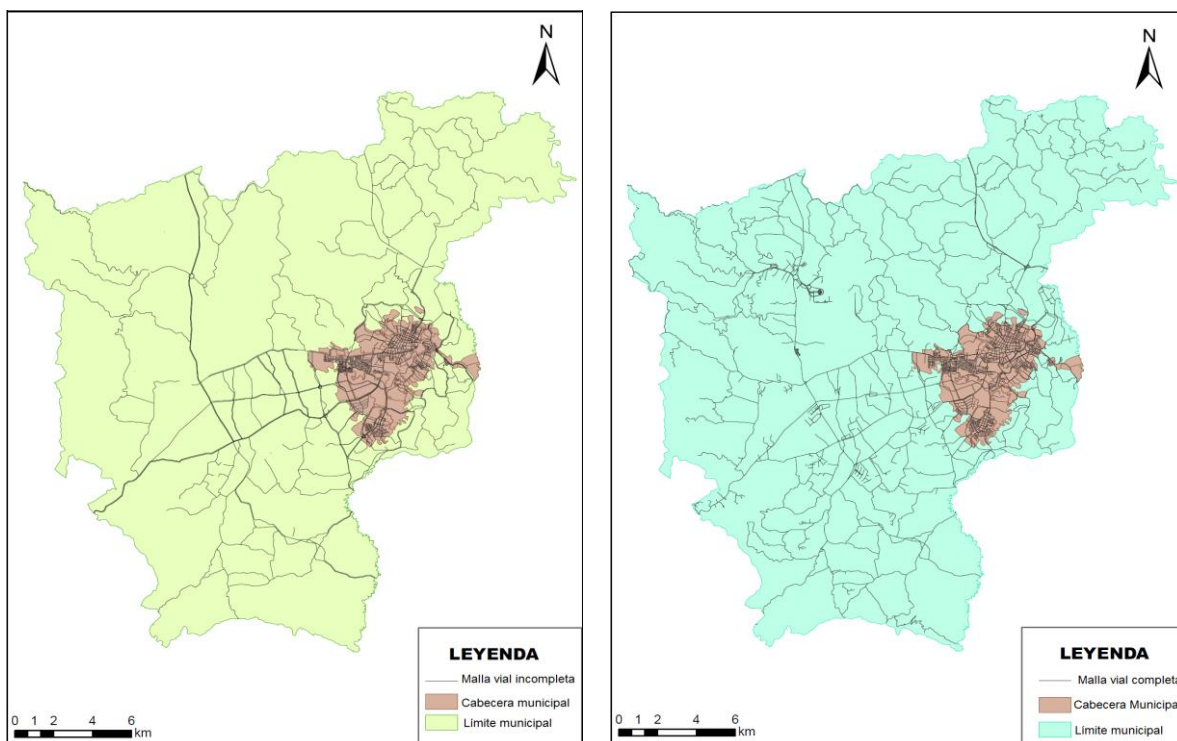 N
LEYENDA
Malla vial incompleta
Cabecera municipal
Límite municipal
0 1 2 4 6
km
N
LEYENDA
Malla vial completa
Cabecera Municipal
Límite municipal
0 1 2 4 6
km